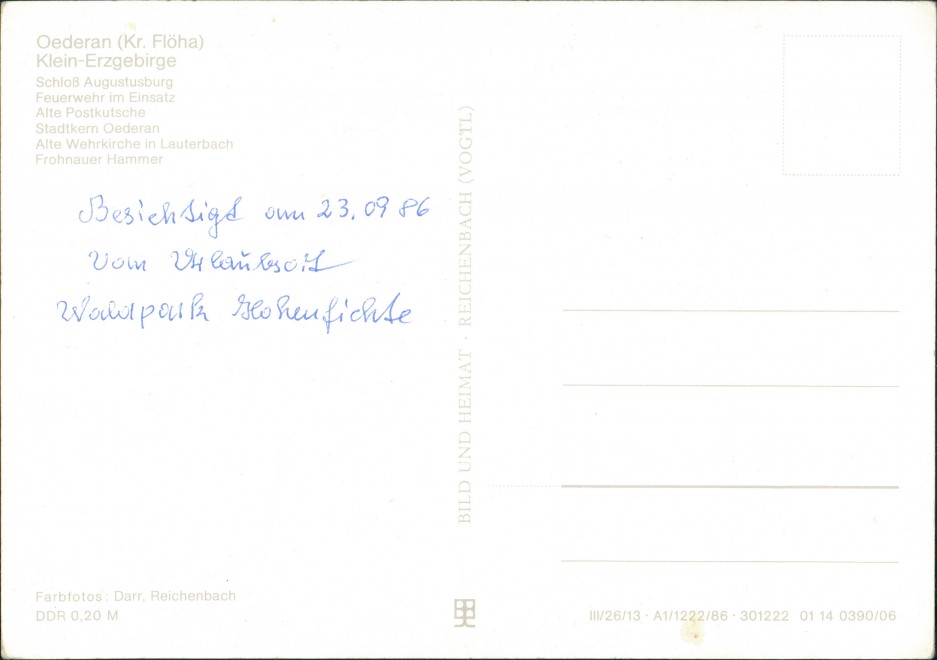 Oederan (Kr. Flöha)
Klein-Erzgebirge
Schloß Augustusburg
Feuerwehr im Einsatz
Alte Postkutsche
Stadtkern Oederan
Alte Wehrkirche in Lauterbach
Frohnauer Hammer
Besichtigt am 23.09 86
Vom Urlaubsort
Waldpark Hohenfichte
BILD UND HEIMAT · REICHENBACH (VOGTL)
Farbfotos: Darr, Reichenbach
DDR 0,20 M
III/26/13 · A1/1222/86 · 301222 01 14 0390/06